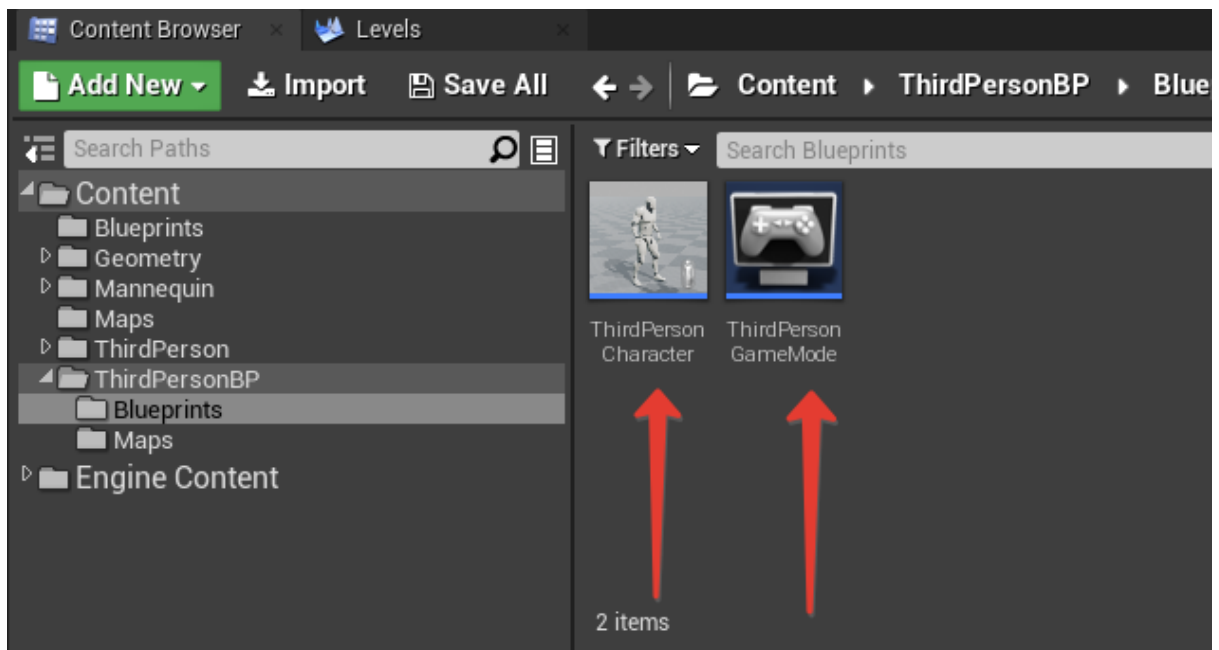 Content Browser
Levels
Add New
Import
Save All
Content
ThirdPersonBP
Search Paths
Filters
Search Blueprints
Content
Blueprints
Geometry
Mannequin
Maps
ThirdPerson
ThirdPersonBP
Blueprints
Maps
Engine Content
ThirdPerson
Character
ThirdPerson
GameMode
2 items